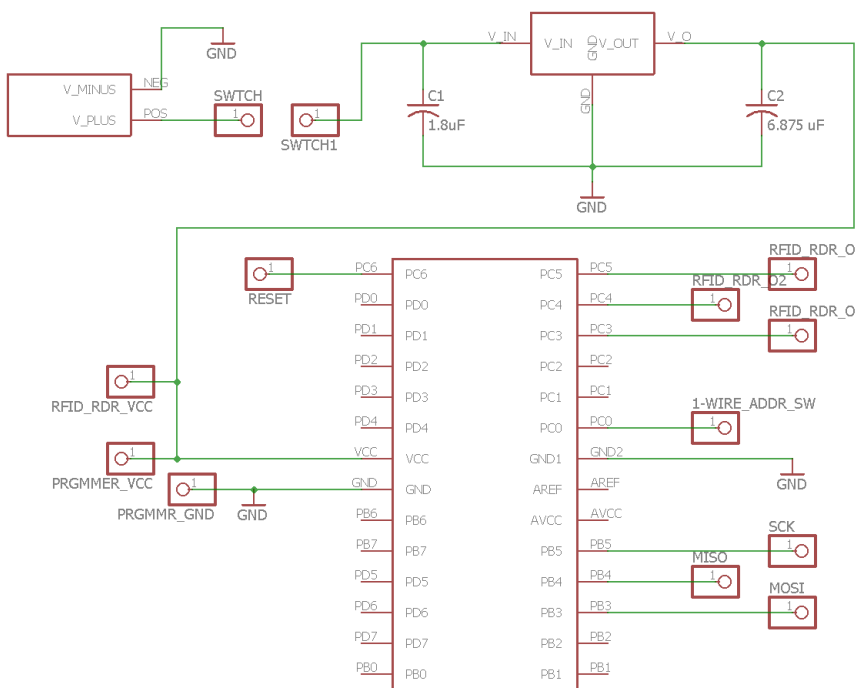 GND
V_MINUS NEG
V_PLUS POS
SWTCH
1
1
SWTCH1
C1
1.8uF
V_IN V_IN GND V_OUT V_O
GND
C2
6.875 uF
GND
1
RESET
PC6 PC6
PD0 PD0
PD1 PD1
PD2 PD2
PD3 PD3
PD4 PD4
VCC VCC
GND GND
PB6 PB6
PB7 PB7
PD5 PD5
PD6 PD6
PD7 PD7
PB0 PB0
1
RFID_RDR_VCC
1
PRGMMER_VCC
1
PRGMMR_GND
GND
PC5 PC5
PC4 PC4
PC3 PC3
PC2 PC2
PC1 PC1
PC0 PC0
GND1 GND2
AREF AREF
AVCC AVCC
PB5 PB5
PB4 PB4
PB3 PB3
PB2 PB2
PB1 PB1
RFID_RDR_O
1
RFID_RDR_O2
1
RFID_RDR_O
1
1-WIRE_ADDR_SW
1
GND
SCK
1
MISO
1
MOSI
1